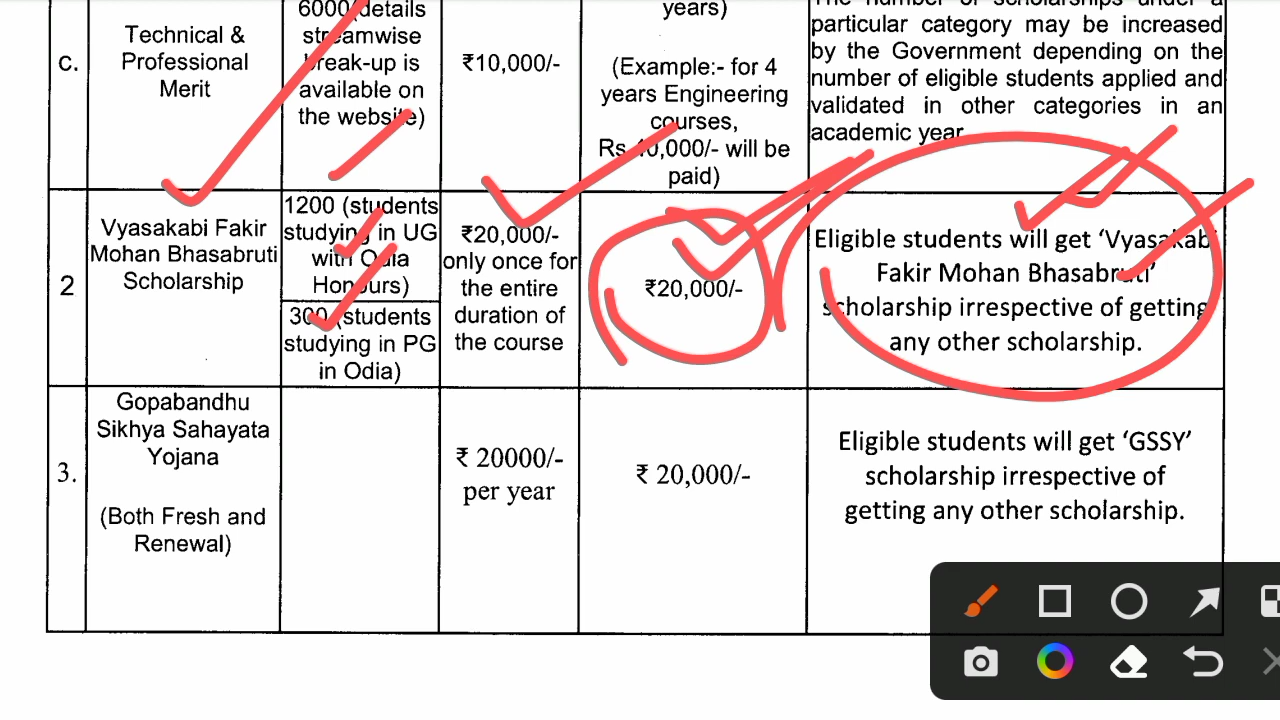 c.
Technical &
Professional
Merit
6000(details
streamwise
break-up is
available on
the website)
₹10,000/-
years)
(Example:- for 4
years Engineering
courses,
Rs.40,000/- will be
paid)
The number of scholarships under a
particular category may be increased
by the Government depending on the
number of eligible students applied and
validated in other categories in an
academic year
2
Vyasakabi Fakir
Mohan Bhasabruti
Scholarship
1200 (students
studying in UG
with Odia
Honours)
300 (students
studying in PG
in Odia)
₹20,000/-
only once for
the entire
duration of
the course
₹20,000/-
Eligible students will get ‘Vyasakabi
Fakir Mohan Bhasabruti’
scholarship irrespective of getting
any other scholarship.
3.
Gopabandhu
Sikhya Sahayata
Yojana
(Both Fresh and
Renewal)
₹ 20000/-
per year
₹ 20,000/-
Eligible students will get ‘GSSY’
scholarship irrespective of
getting any other scholarship.